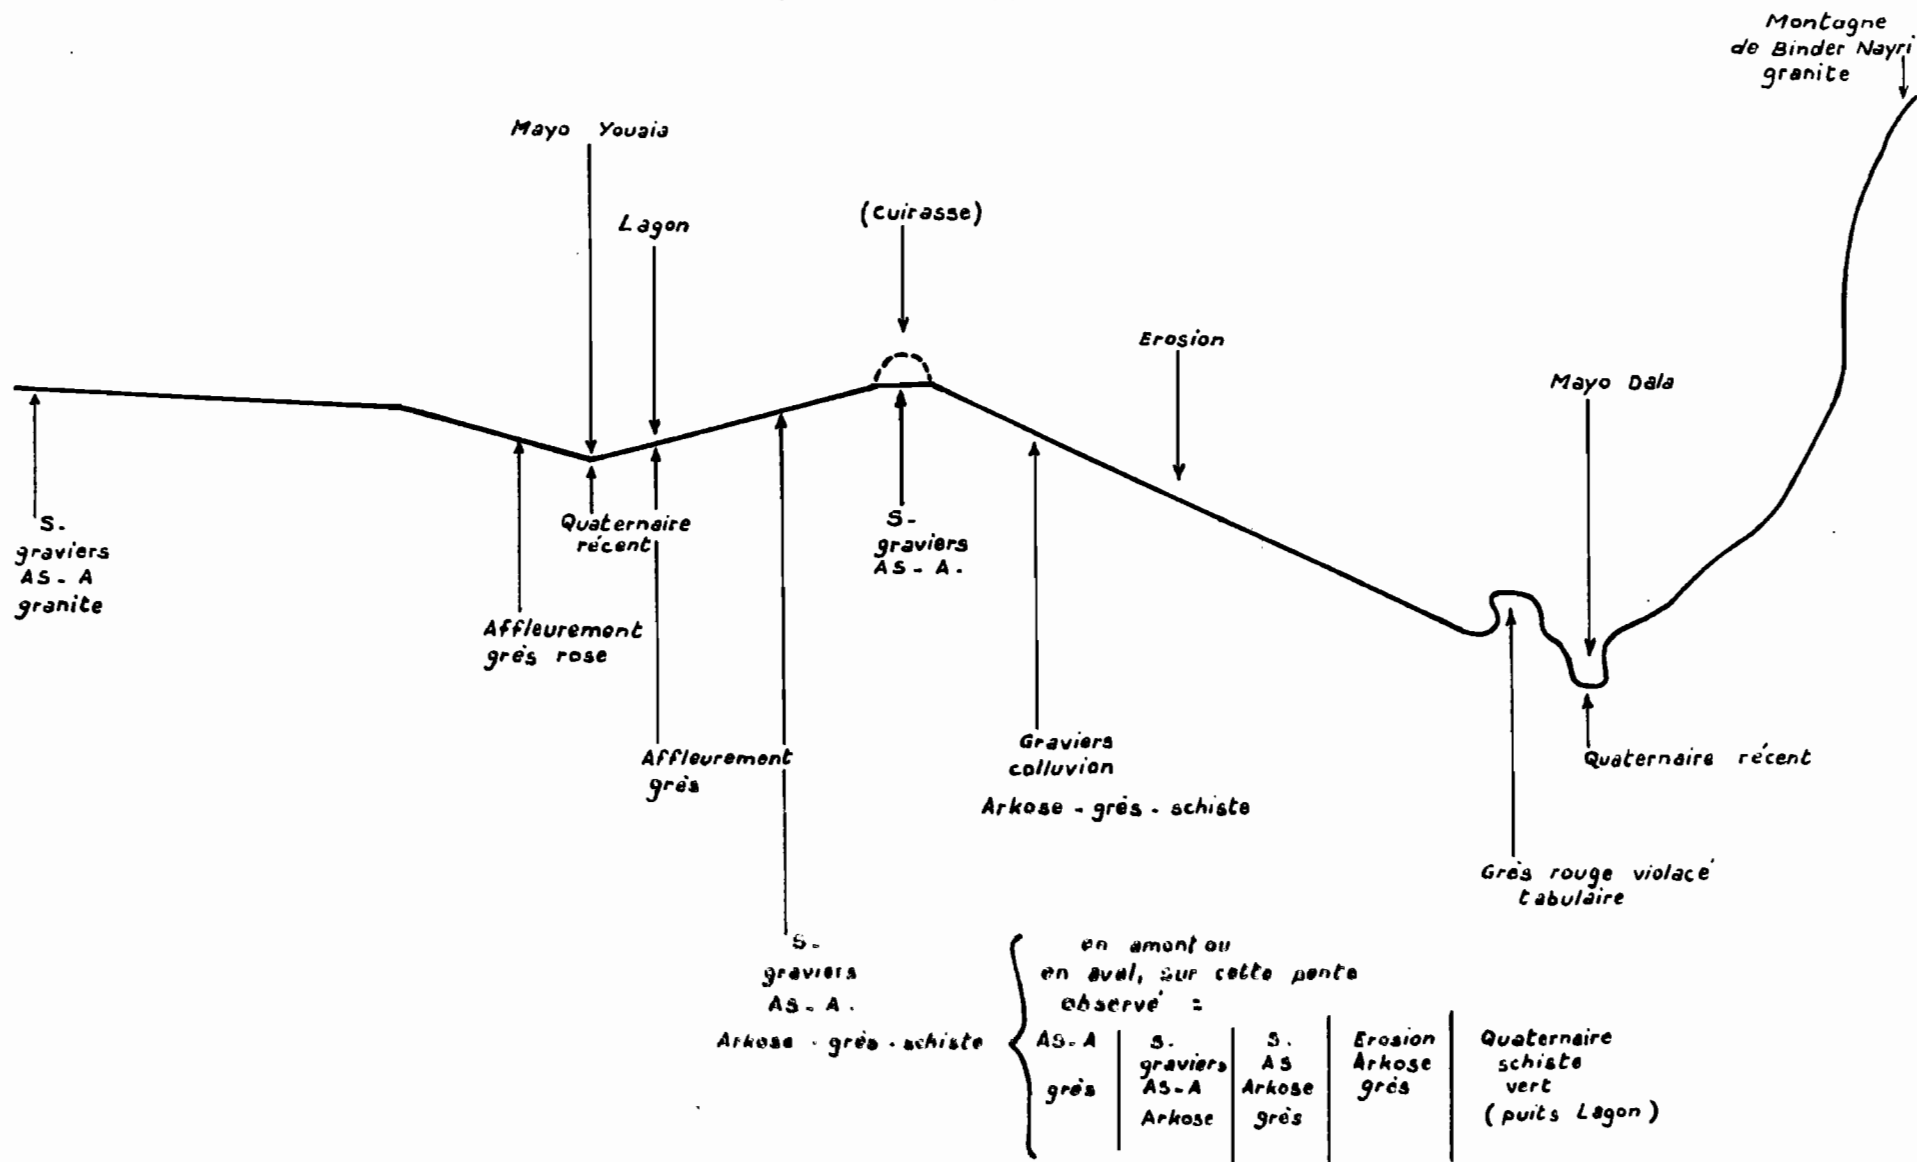 Montagne
de Binder Nayri
granite
Mayo Youaia
Lagon
(cuirasse)
Erosion
Mayo Dala
S.
graviers
AS - A
granite
Affleurement
grès rose
Quaternaire
récent
Affleurement
grès
S.
graviers
AS - A.
Arkose - grès - schiste
S.
graviers
AS - A.
Graviers
colluvion
Arkose - grès - schiste
Grès rouge violacé
tabulaire
Quaternaire récent
en amont ou
en aval, sur cette pente
observé =
AS - A
grès
S.
graviers
AS - A
Arkose
S.
AS
Arkose
grès
Erosion
Arkose
grès
Quaternaire
schiste
vert
(puits Lagon)